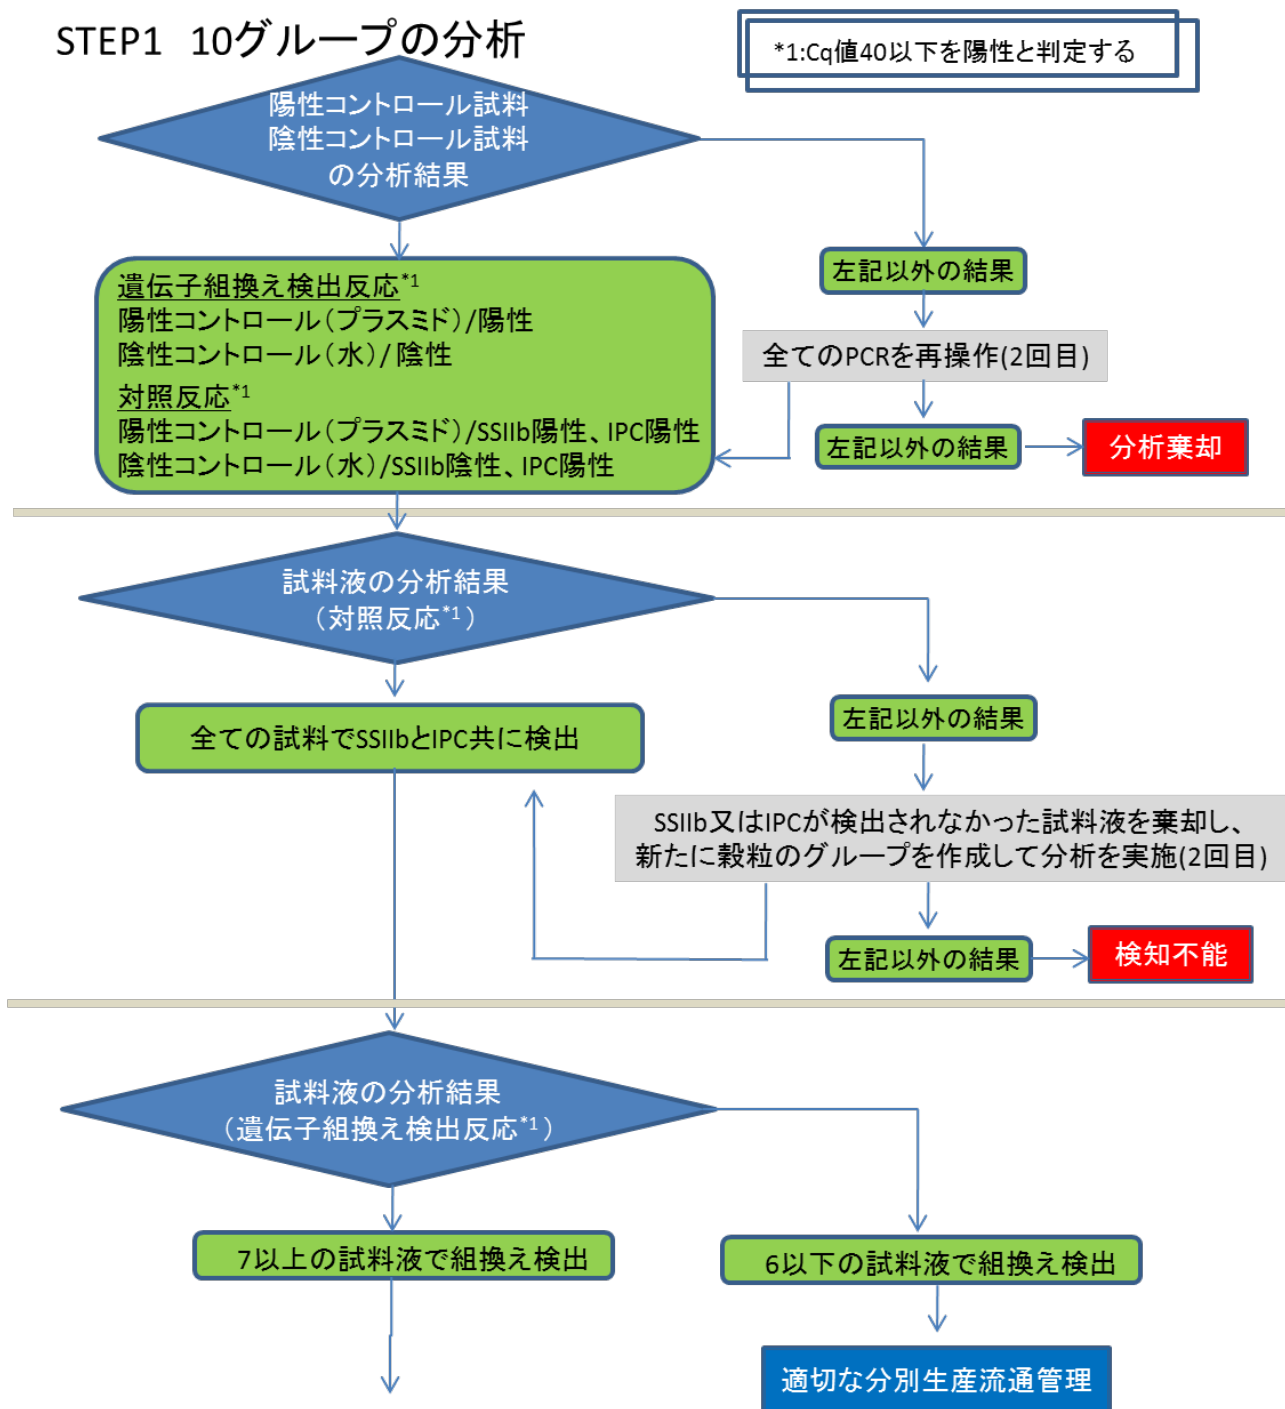 STEP1 10グループの分析
*1:Cq値40以下を陽性と判定する
陽性コントロール試料
陰性コントロール試料
の分析結果
左記以外の結果
遺伝子組換え検出反応*1
陽性コントロール（プラスミド）/陽性
陰性コントロール（水）/陰性
対照反応*1
陽性コントロール（プラスミド）/SSIIb陽性、IPC陽性
陰性コントロール（水）/SSIIb陰性、IPC陽性
全てのPCRを再操作(2回目)
左記以外の結果
分析棄却
試料液の分析結果
（対照反応*1）
全ての試料でSSIIbとIPC共に検出
左記以外の結果
SSIIb又はIPCが検出されなかった試料液を棄却し、
新たに穀粒のグループを作成して分析を実施(2回目)
左記以外の結果
検知不能
試料液の分析結果
（遺伝子組換え検出反応*1）
7以上の試料液で組換え検出
6以下の試料液で組換え検出
適切な分別生産流通管理